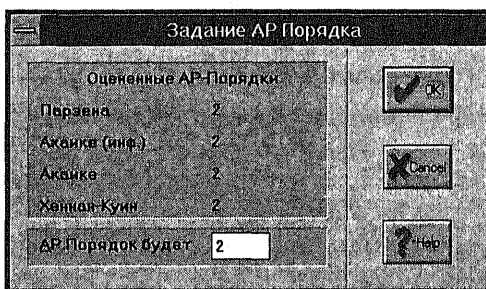 Задание АР Порядка
Оцененные АР-Порядки
Парзена 2
Акаике (инф.) 2
Акаике 2
Хеннан-Куин 2
АР Порядок будет 2
OK
Cancel
Help